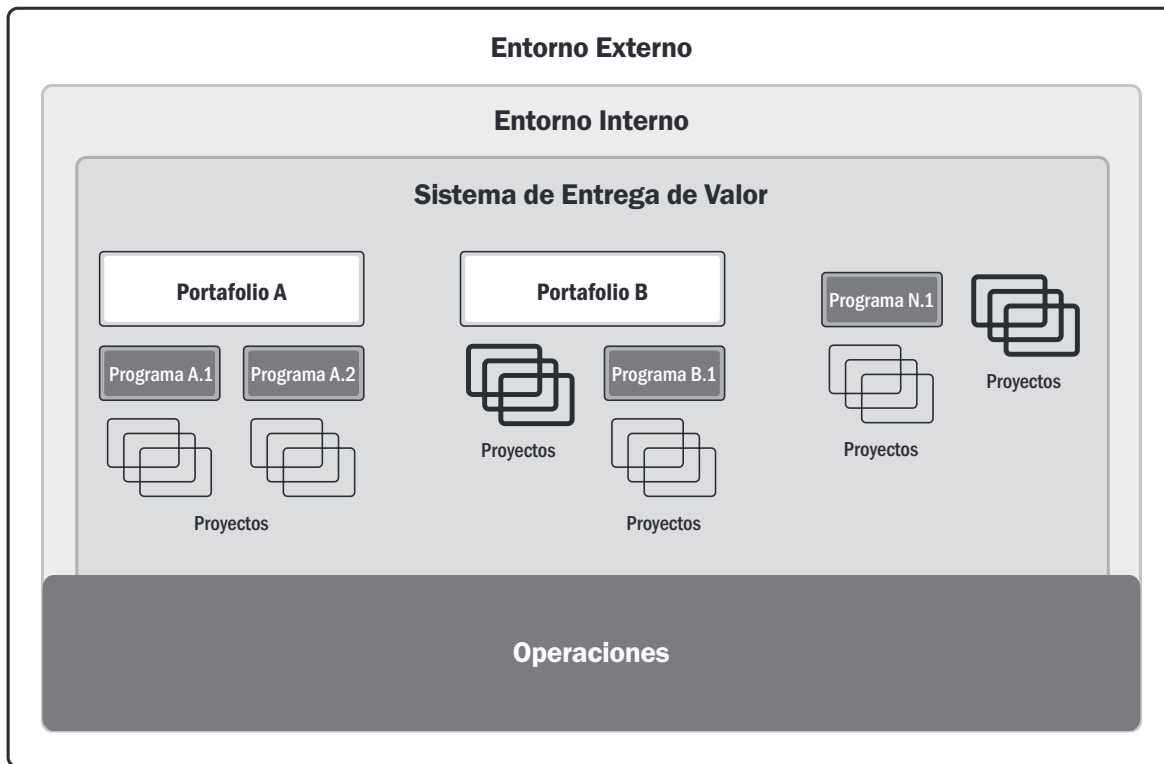 Entorno Externo
Entorno Interno
Sistema de Entrega de Valor
Portafolio A
Portafolio B
Programa N.1
Proyectos
Programa A.1
Programa A.2
Programa B.1
Proyectos
Proyectos
Proyectos
Proyectos
Operaciones